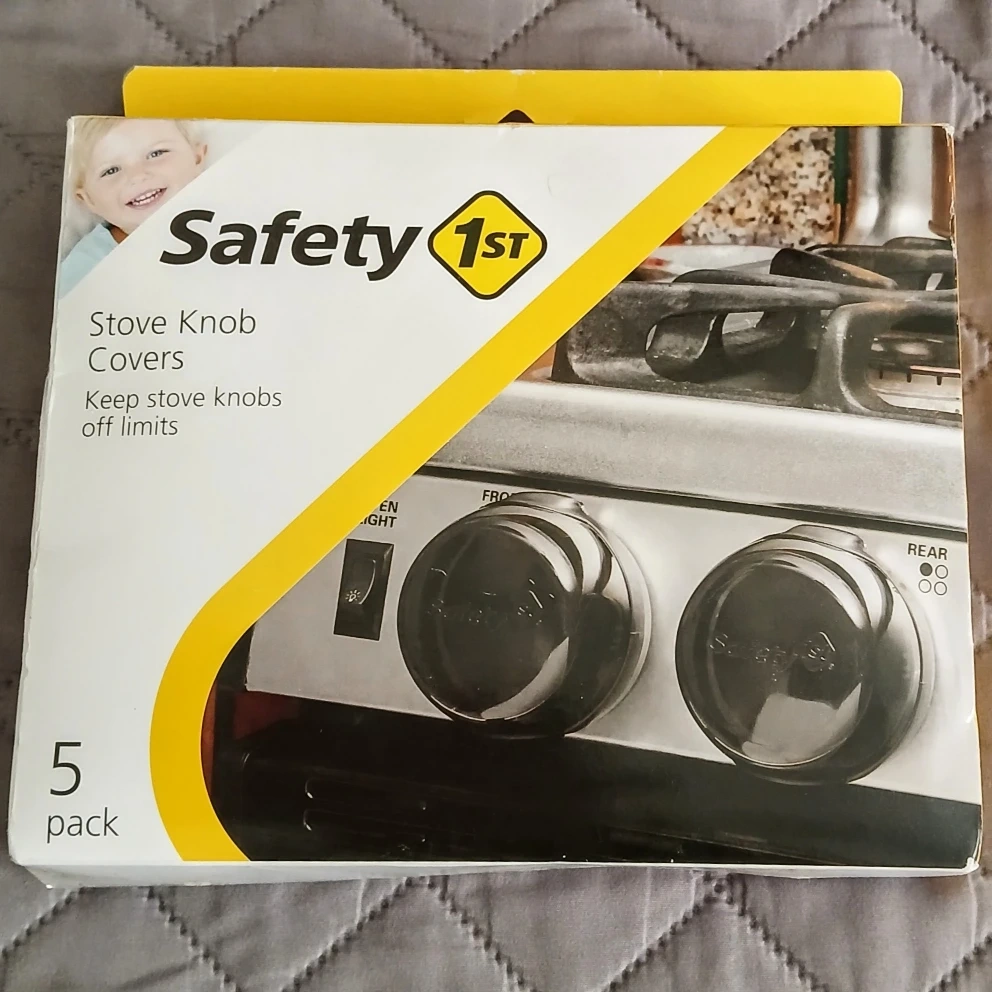 Safety 1ST
Stove Knob
Covers
Keep stove knobs
off limits
REAR
5
pack